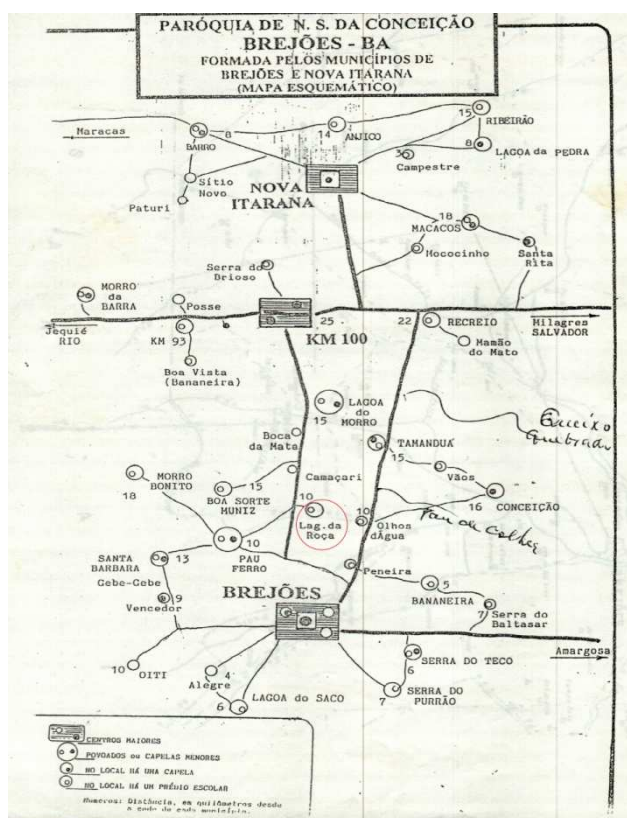 PARÓQUIA DE N. S. DA CONCEIÇÃO
BREJÕES - BA
FORMADA PELOS MUNICÍPIOS DE
BREJÕES E NOVA ITARANA
(MAPA ESQUEMÁTICO)
Maracas
BARRO
8
14
ANJICO
15
RIBEIRÃO
8
LAGOA da PEDRA
3
Campestre
Sítio
Novo
Paturi
NOVA
ITARANA
18
MACACOS
Mococinho
Santa
Rita
Serra do
Drioso
MORRO
da
BARRA
Posse
Jequié
RIO
KM 93
25
KM 100
22
RECREIO
Milagres
SALVADOR
Mamão
do Mato
Boa Vista
(Bananeira)
15
LAGOA
do
MORRO
Boca
da Mata
TAMANDUÁ
15
Quebrado
Camaçari
Vãos
MORRO
BONITO
18
15
BOA SORTE
MUNIZ
10
Lag. da
Roça
10
Olhos
dÁgua
16
CONCEIÇÃO
Pau de Colher
10
PAU
FERRO
SANTA
BARBARA
13
Gebe-Gebe
9
Vencedor
Peneira
5
BANANEIRA
7
Serra do
Baltasar
BREJÕES
Amargosa
10
OITI
4
Alegre
6
LAGOA do SACO
SERRA DO TECO
6
7
SERRA DO
PURRÃO
CENTROS MAIORES
POVOADOS ou CAPELAS MENORES
NO LOCAL HÁ UMA CAPELA
NO LOCAL HÁ UM PRÉDIO ESCOLAR
Números: Distância, em quilômetros desde
a sede de cada município.